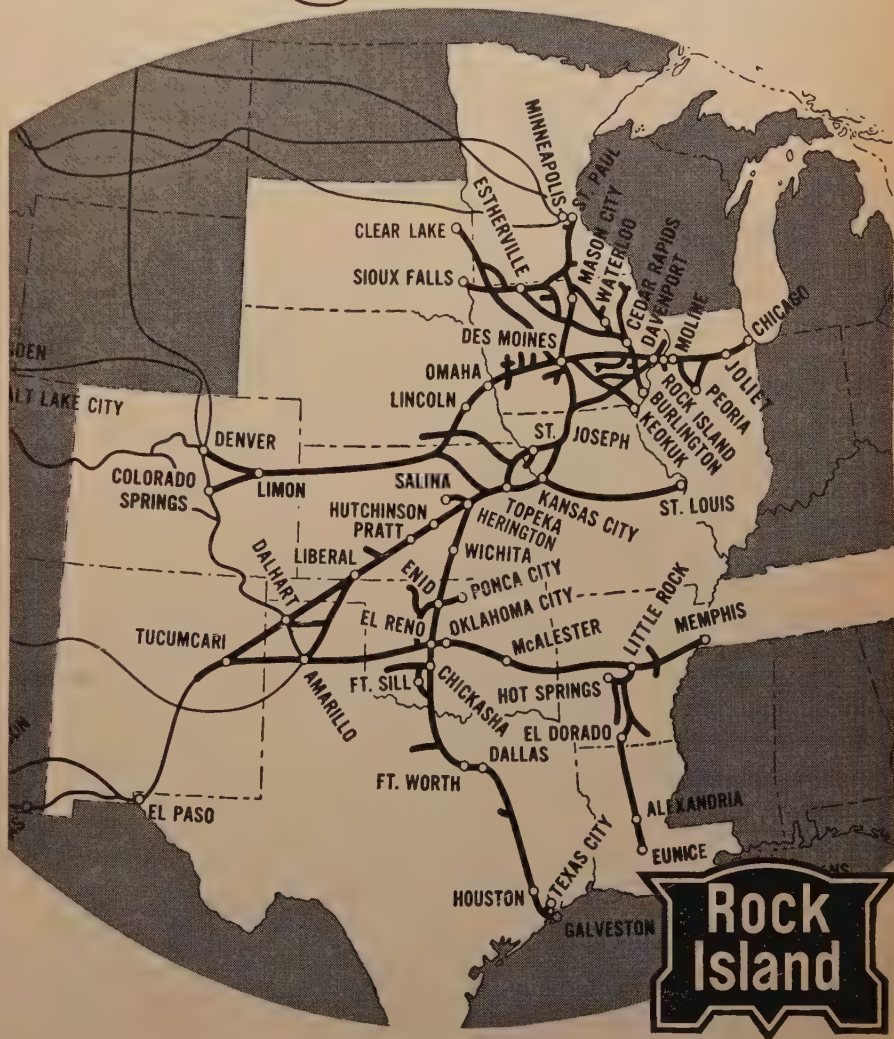 MINNEAPOLIS
ST. PAUL
CLEAR LAKE
ESTHERVILLE
MASON CITY
WATERLOO
SIOUX FALLS
CEDAR RAPIDS
DAVENPORT
MOLINE
CHICAGO
DES MOINES
JOLIET
OMAHA
PEORIA
ROCK ISLAND
LINCOLN
BURLINGTON
KEOKUK
SALT LAKE CITY
DENVER
ST. JOSEPH
COLORADO
SPRINGS
LIMON
SALINA
KANSAS CITY
ST. LOUIS
TOPEKA
HUTCHINSON
HERINGTON
PRATT
WICHITA
LIBERAL
DALHART
ENID
PONCA CITY
EL RENO
OKLAHOMA CITY
LITTLE ROCK
MEMPHIS
TUCUMCARI
McALESTER
FT. SILL
CHICKASHA
HOT SPRINGS
AMARILLO
EL DORADO
DALLAS
FT. WORTH
EL PASO
ALEXANDRIA
EUNICE
HOUSTON
TEXAS CITY
GALVESTON
Rock
Island